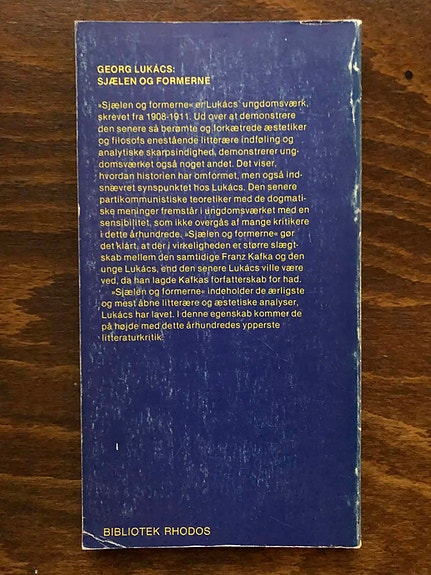 GEORG LUKÁCS:
SJÆLEN OG FORMERNE
»Sjælen og formerne« er Lukács' ungdomsværk,
skrevet fra 1908-1911. Ud over at demonstrere
den senere så berømte og forkætrede æstetiker
og filosofs enestående litterære indføling og
analytiske skarpsindighed, demonstrerer ung-
domsværket også noget andet. Det viser,
hvordan historien har omformet, men også ind-
snævret synspunktet hos Lukács. Den senere
partikommunistiske teoretiker med de dogmati-
ske meninger fremstår i ungdomsværket med en
sensibilitet, som ikke overgås af mange kritikere
i dette århundrede. »Sjælen og formerne« gør
det klart, at der i virkeligheden er større slægt-
skab mellem den samtidige Franz Kafka og den
unge Lukács, end den senere Lukács ville være
ved, da han lagde Kafkas forfatterskab for had.
»Sjælen og formerne« indeholder de ærligste
og mest åbne litterære og æstetiske analyser,
Lukács har lavet. I denne egenskab kommer de
på højde med dette århundredes ypperste
litteraturkritik.
BIBLIOTEK RHODOS